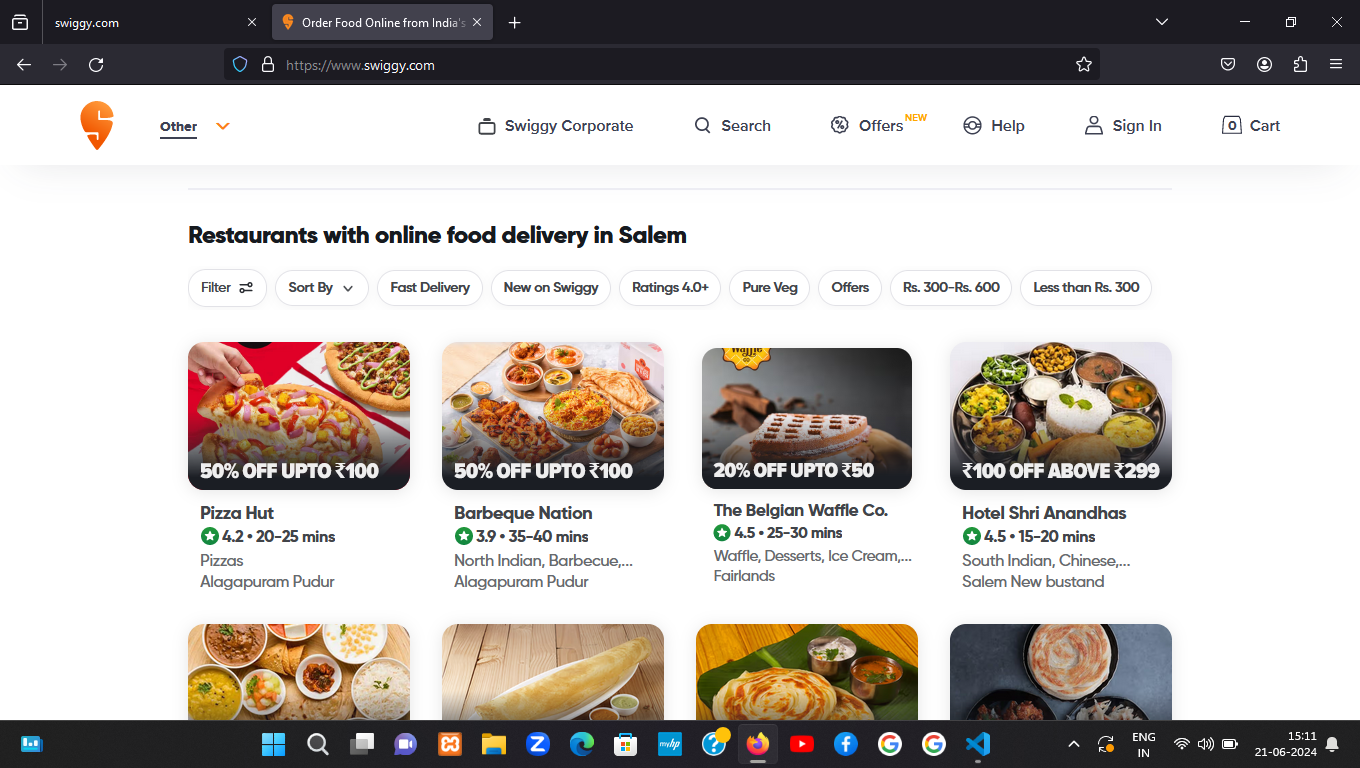 swiggy.com
Order Food Online from India's
https://www.swiggy.com
Other
Swiggy Corporate
Search
Offers NEW
Help
Sign In
0 Cart
Restaurants with online food delivery in Salem
Filter
Sort By
Fast Delivery
New on Swiggy
Ratings 4.0+
Pure Veg
Offers
Rs. 300-Rs. 600
Less than Rs. 300
50% OFF UPTO ₹100
Pizza Hut
4.2 • 20-25 mins
Pizzas
Alagapuram Pudur
50% OFF UPTO ₹100
Barbeque Nation
3.9 • 35-40 mins
North Indian, Barbecue,...
Alagapuram Pudur
Waffle
20% OFF UPTO ₹50
The Belgian Waffle Co.
4.5 • 25-30 mins
Waffle, Desserts, Ice Cream,...
Fairlands
₹100 OFF ABOVE ₹299
Hotel Shri Anandhas
4.5 • 15-20 mins
South Indian, Chinese,...
Salem New bustand
myhp
ENG
IN
15:11
21-06-2024